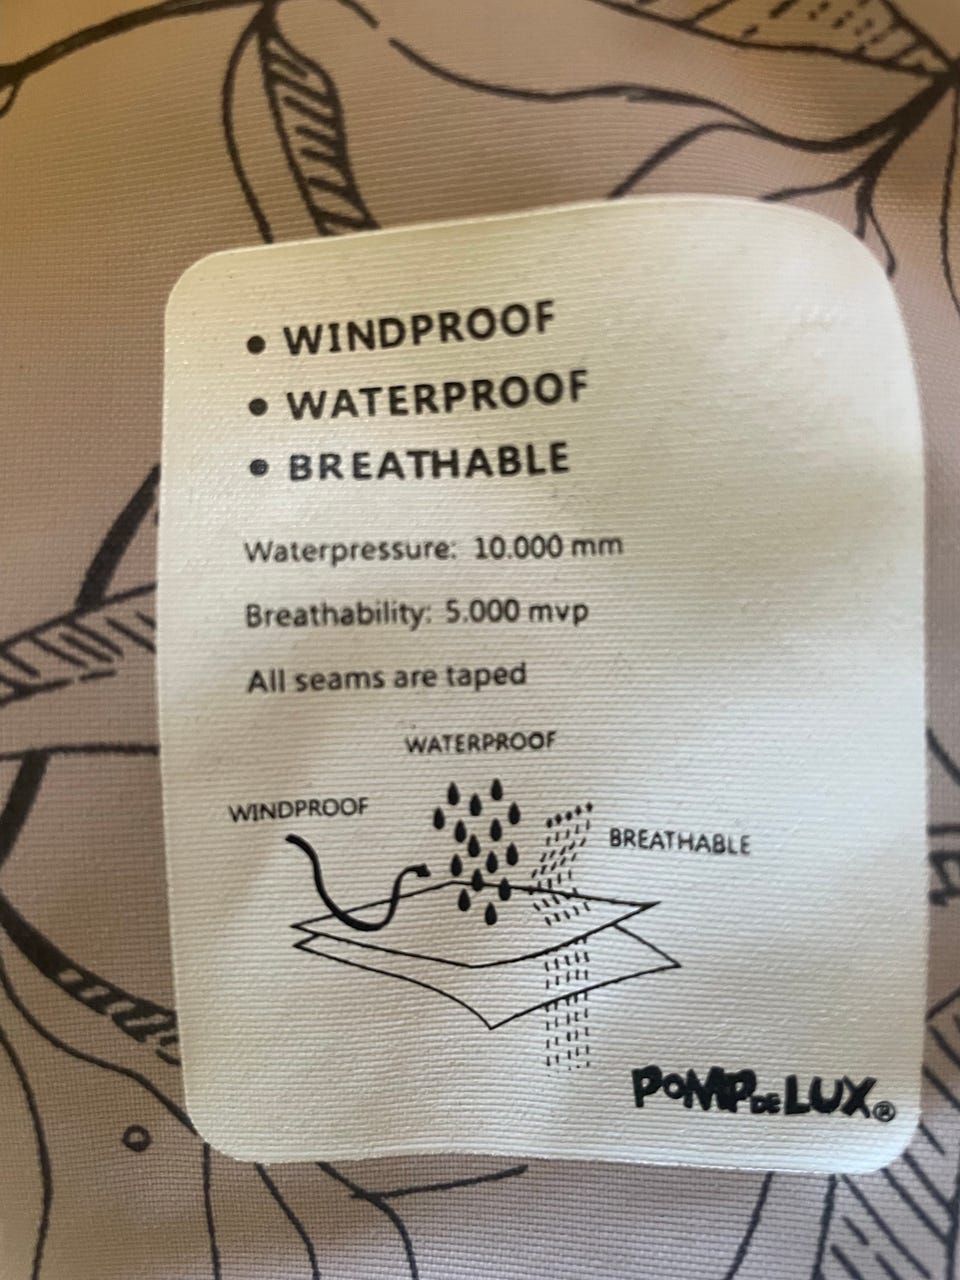 • WINDPROOF
• WATERPROOF
• BREATHABLE
Waterpressure: 10.000 mm
Breathability: 5.000 mvp
All seams are taped
WATERPROOF
WINDPROOF
BREATHABLE
POMPDELUX®